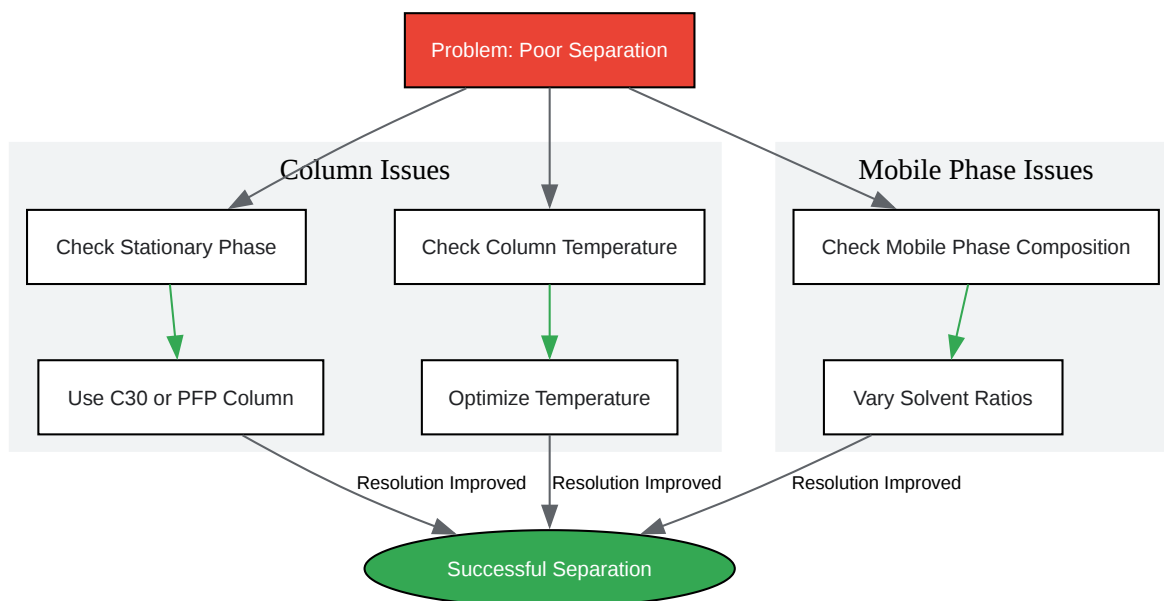 Problem: Poor Separation
Column Issues
Mobile Phase Issues
Check Stationary Phase
Check Column Temperature
Check Mobile Phase Composition
Use C30 or PFP Column
Optimize Temperature
Vary Solvent Ratios
Resolution Improved
Resolution Improved
Resolution Improved
Successful Separation